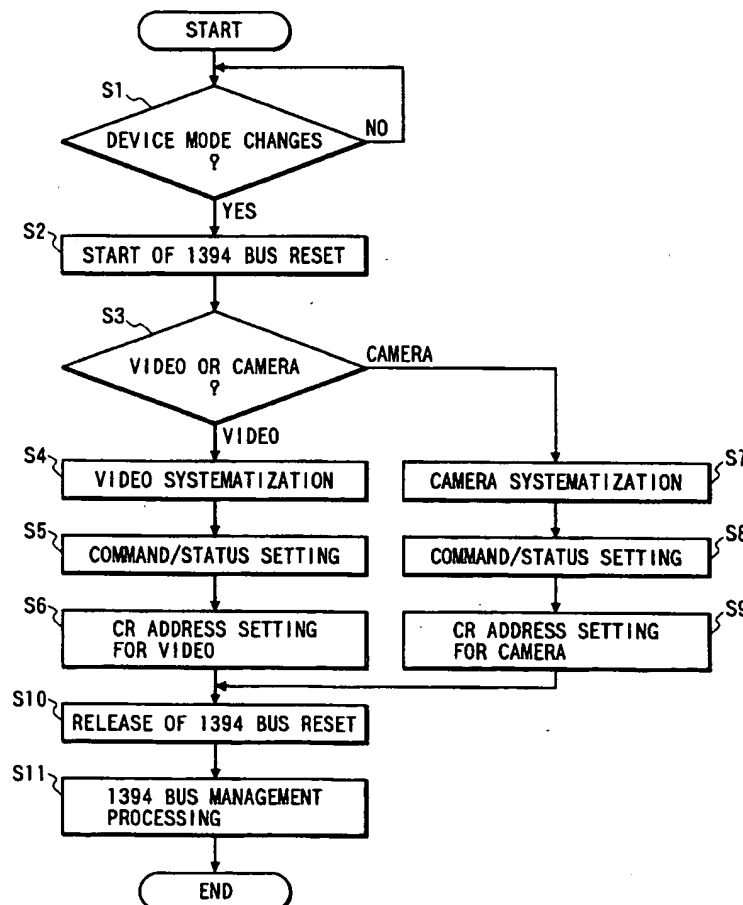 START
S1
DEVICE MODE CHANGES
?
NO
YES
S2
START OF 1394 BUS RESET
S3
VIDEO OR CAMERA
?
CAMERA
VIDEO
S4
VIDEO SYSTEMATIZATION
S7
CAMERA SYSTEMATIZATION
S5
COMMAND/STATUS SETTING
S8
COMMAND/STATUS SETTING
S6
CR ADDRESS SETTING
FOR VIDEO
S9
CR ADDRESS SETTING
FOR CAMERA
S10
RELEASE OF 1394 BUS RESET
S11
1394 BUS MANAGEMENT
PROCESSING
END